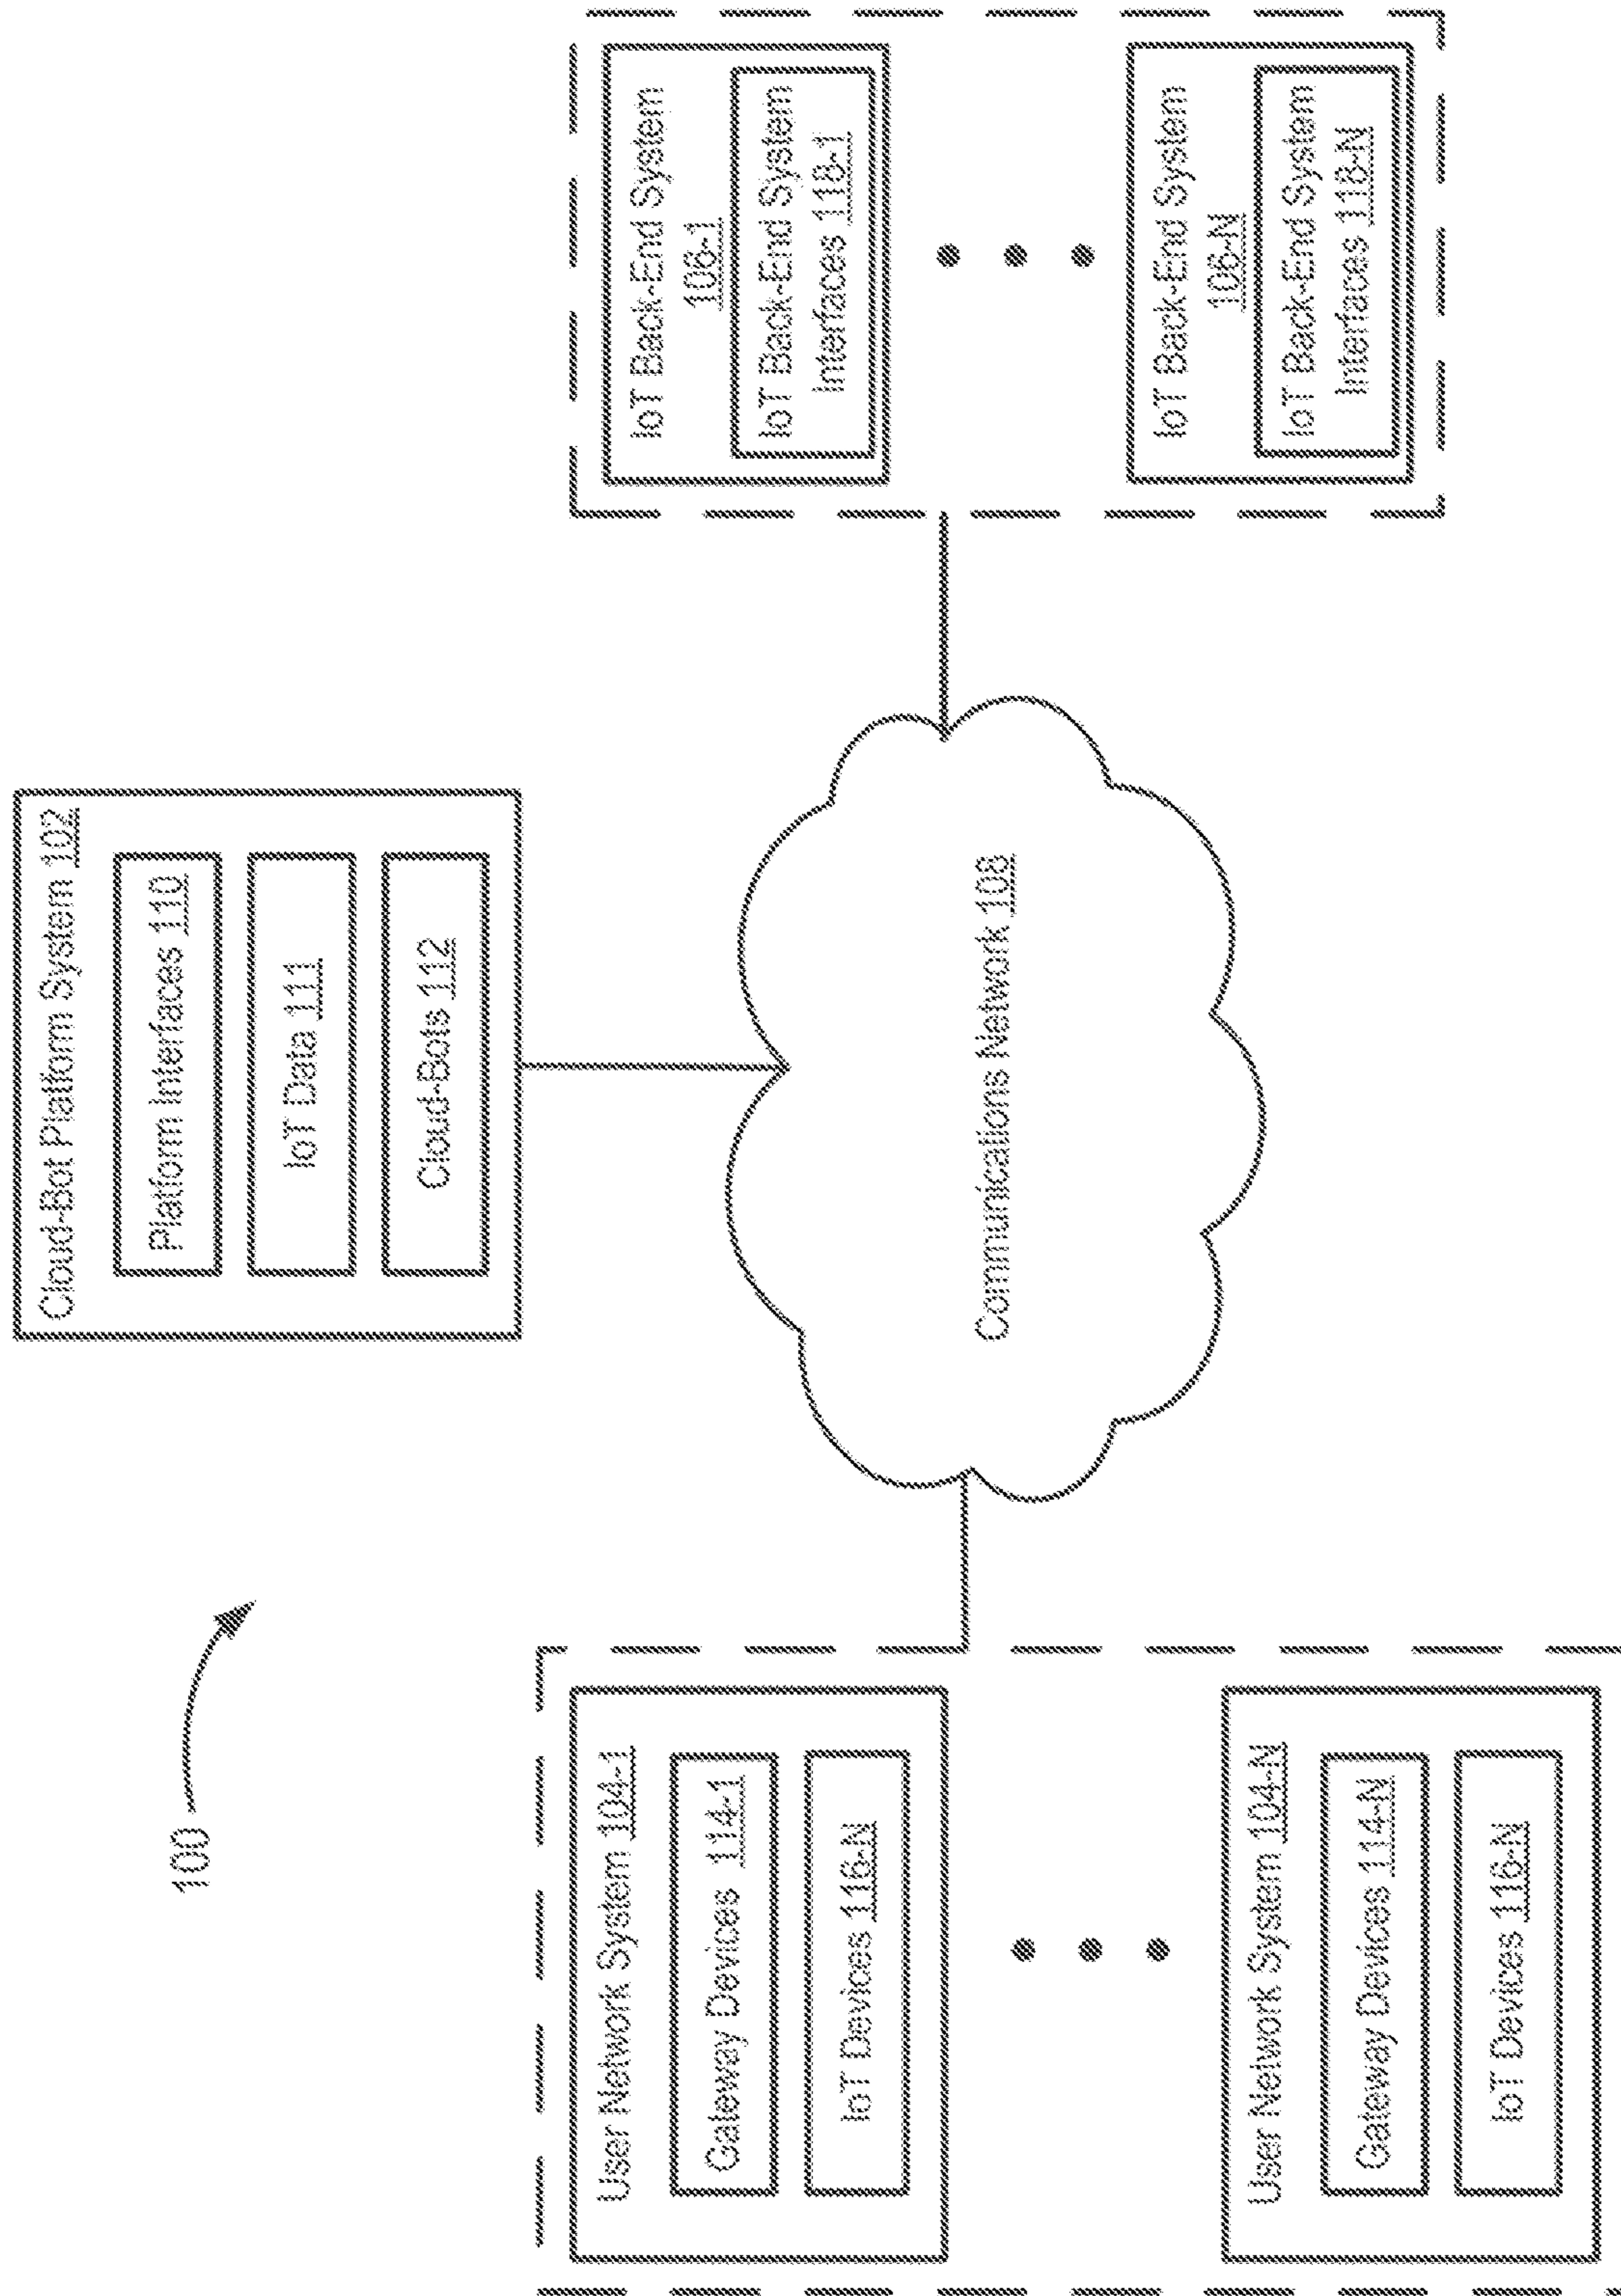 100
Cloud-Bot Platform System 102
Platform Interfaces 110
IoT Data 111
Cloud-Bots 112
User Network System 104-1
Gateway Devices 114-1
IoT Devices 116-N
User Network System 104-N
Gateway Devices 114-N
IoT Devices 116-N
Communications Network 108
IoT Back-End System
106-1
IoT Back-End System
Interfaces 118-1
IoT Back-End System
106-N
IoT Back-End System
Interfaces 118-N